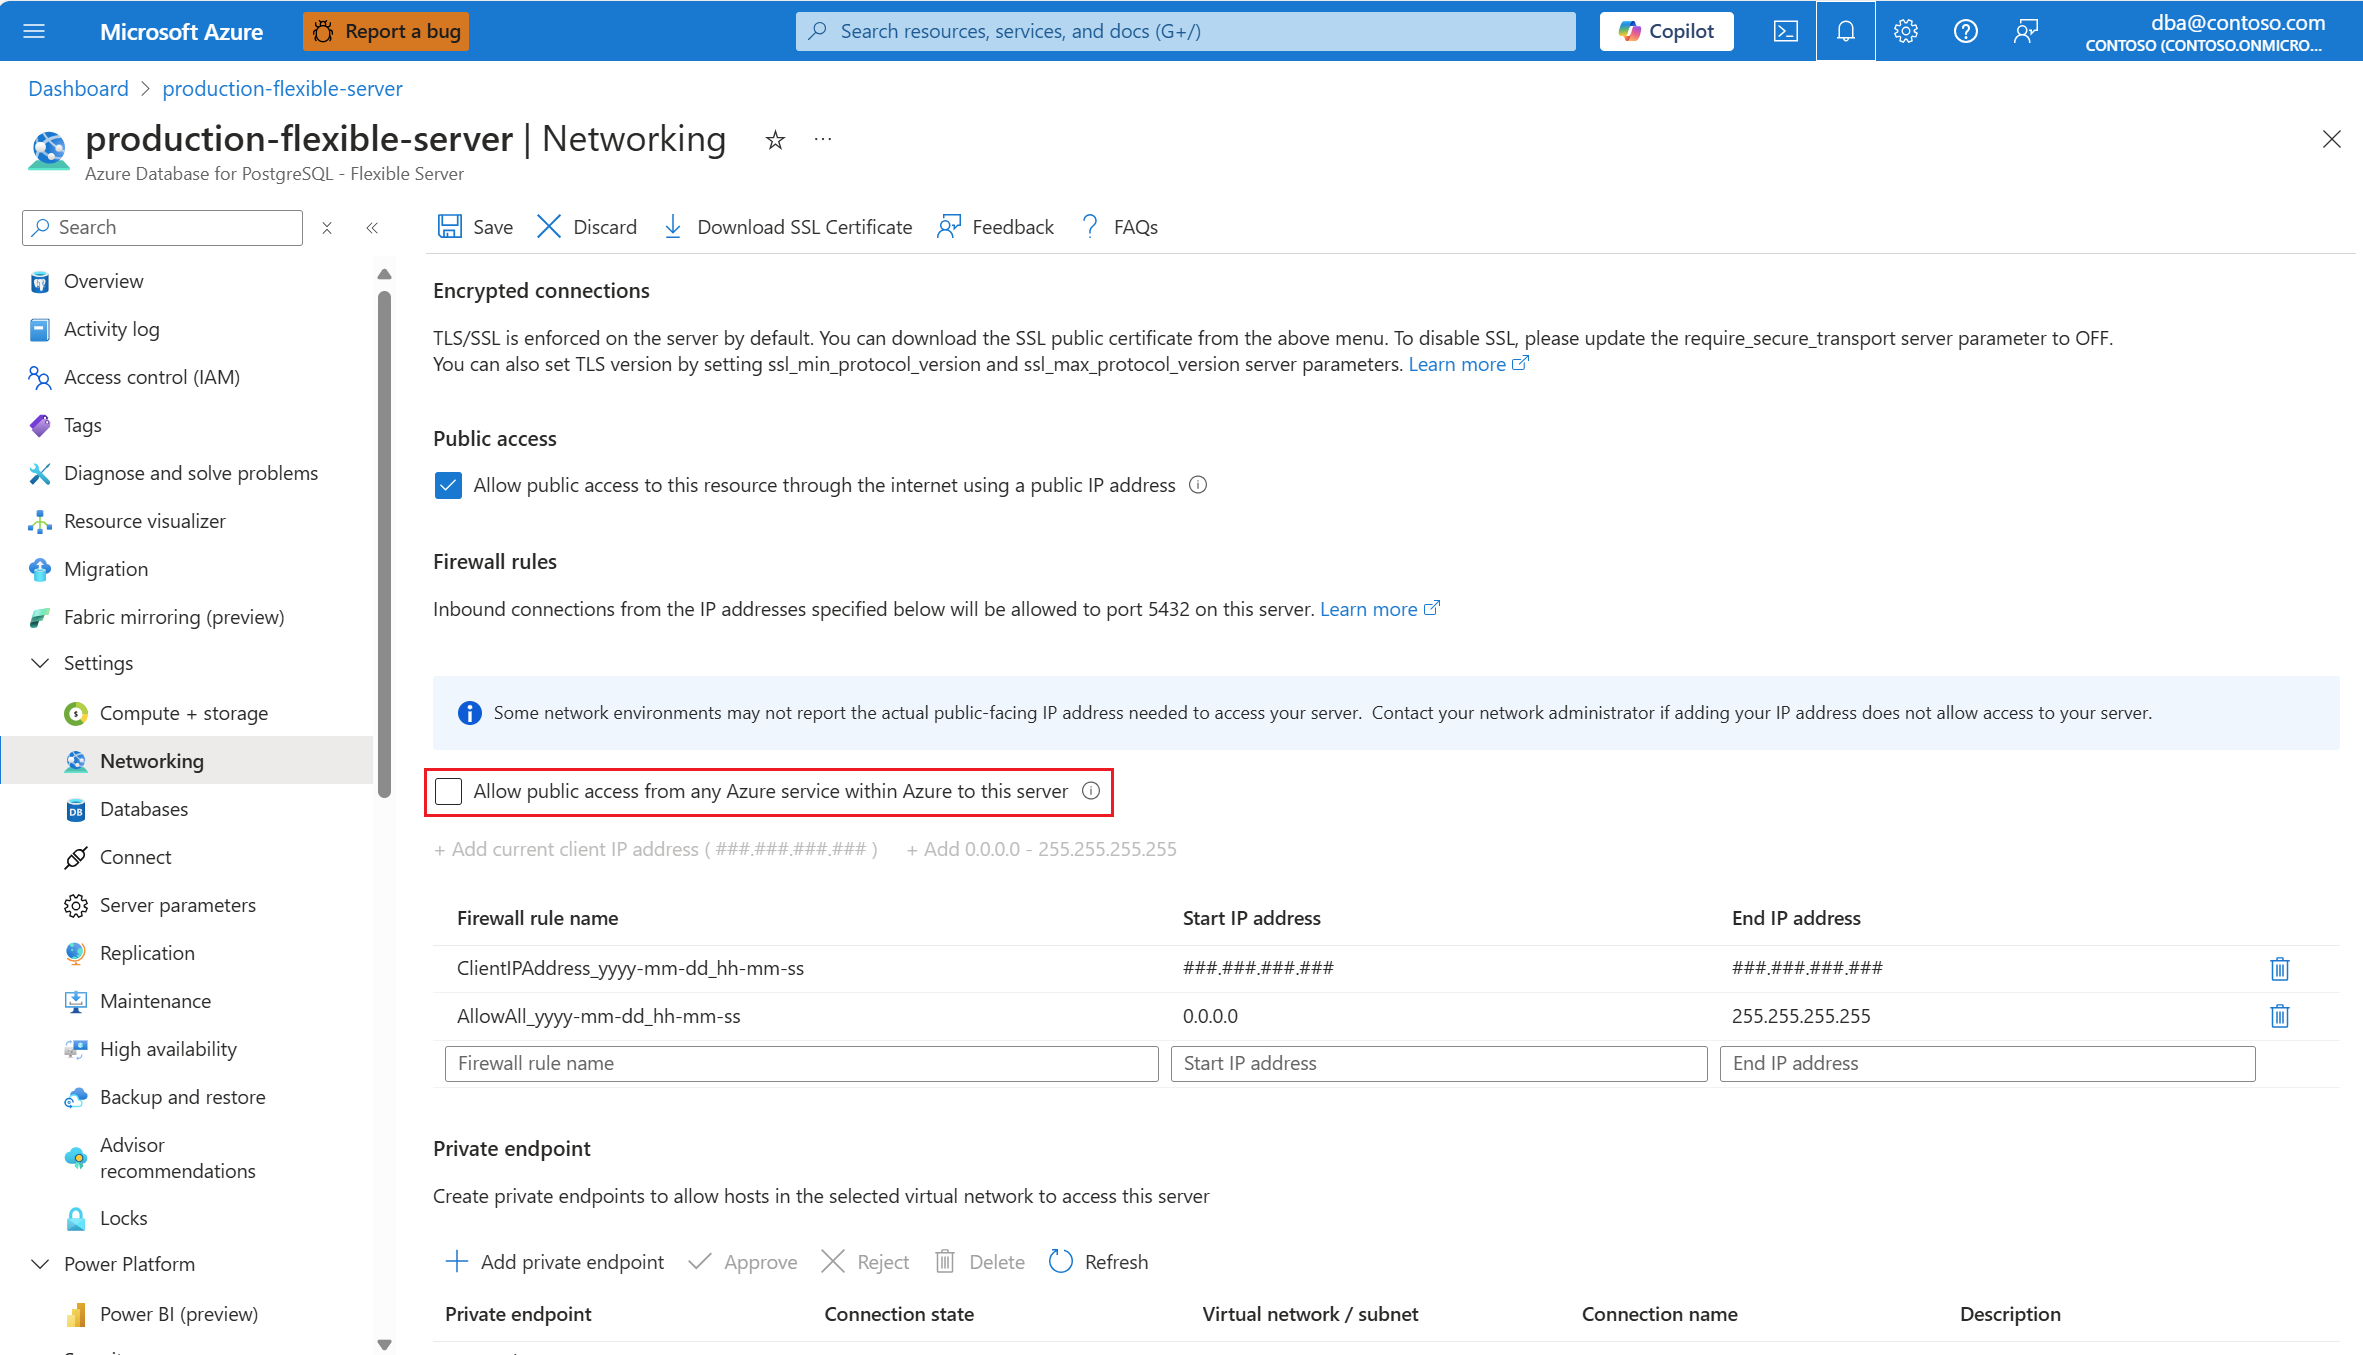 Microsoft Azure
Report a bug
Search resources, services, and docs (G+/)
Copilot
dba@contoso.com
CONTOSO (CONTOSO.ONMICRO...
Dashboard > production-flexible-server
production-flexible-server | Networking
Azure Database for PostgreSQL - Flexible Server
Search
Overview
Activity log
Access control (IAM)
Tags
Diagnose and solve problems
Resource visualizer
Migration
Fabric mirroring (preview)
Settings
Compute + storage
Networking
Databases
Connect
Server parameters
Replication
Maintenance
High availability
Backup and restore
Advisor
recommendations
Locks
Power Platform
Power BI (preview)
Save
Discard
Download SSL Certificate
Feedback
FAQs
Encrypted connections
TLS/SSL is enforced on the server by default. You can download the SSL public certificate from the above menu. To disable SSL, please update the require_secure_transport server parameter to OFF.
You can also set TLS version by setting ssl_min_protocol_version and ssl_max_protocol_version server parameters. Learn more
Public access
Allow public access to this resource through the internet using a public IP address
Firewall rules
Inbound connections from the IP addresses specified below will be allowed to port 5432 on this server. Learn more
Some network environments may not report the actual public-facing IP address needed to access your server. Contact your network administrator if adding your IP address does not allow access to your server.
Allow public access from any Azure service within Azure to this server
+ Add current client IP address ( ###.###.###.### )
+ Add 0.0.0.0 - 255.255.255.255
Firewall rule name
Start IP address
End IP address
ClientIPAddress_yyyy-mm-dd_hh-mm-ss
###.###.###.###
###.###.###.###
AllowAll_yyyy-mm-dd_hh-mm-ss
0.0.0.0
255.255.255.255
Firewall rule name
Start IP address
End IP address
Private endpoint
Create private endpoints to allow hosts in the selected virtual network to access this server
Add private endpoint
Approve
Reject
Delete
Refresh
Private endpoint
Connection state
Virtual network / subnet
Connection name
Description